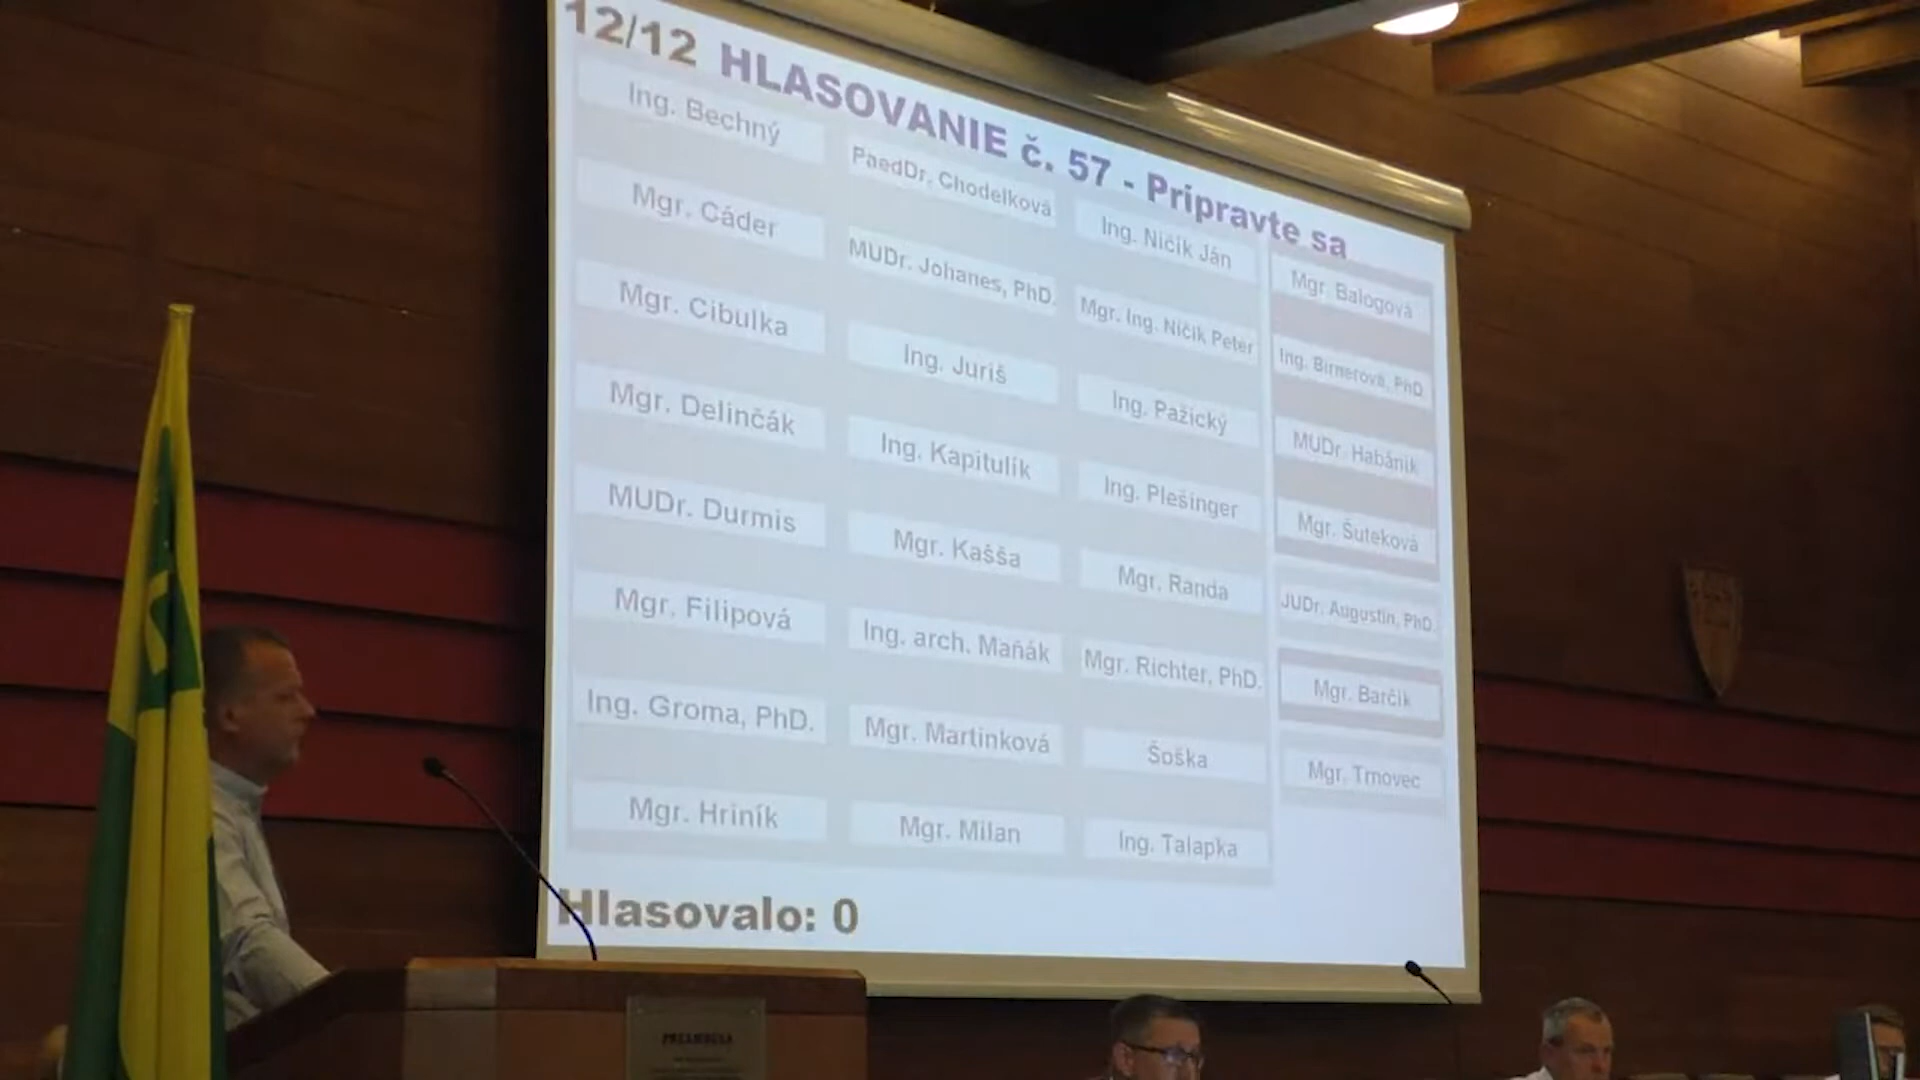 12/12 HLASOVANIE č. 57 - Pripravte sa
Ing. Bechný
Mgr. Cáder
Mgr. Cibulka
Mgr. Delinčák
MUDr. Durmis
Mgr. Filipová
Ing. Groma, PhD.
Mgr. Hriník
PaedDr. Chodelková
MUDr. Johanes, PhD.
Ing. Juriš
Ing. Kapitulík
Mgr. Kašša
Ing. arch. Maňák
Mgr. Martinková
Mgr. Milan
Ing. Ničík Ján
Mgr. Ing. Ničík Peter
Ing. Pažický
Ing. Plešinger
Mgr. Randa
Mgr. Richter, PhD.
Šoška
Ing. Talapka
Mgr. Balogová
Ing. Birnerová, PhD.
MUDr. Habánik
Mgr. Šuteková
JUDr. Augustín, PhD.
Mgr. Barčík
Mgr. Trnovec
Hlasovalo: 0